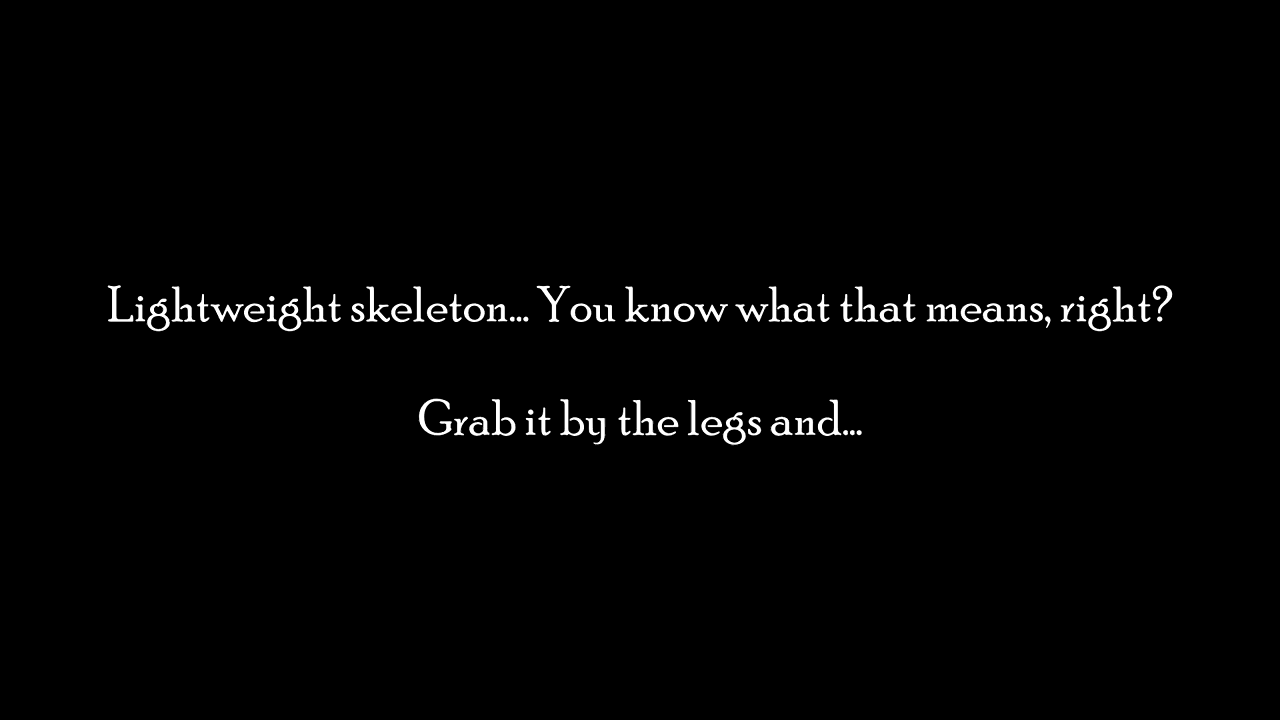 Lightweight skeleton... You know what that means, right?
Grab it by the legs and...